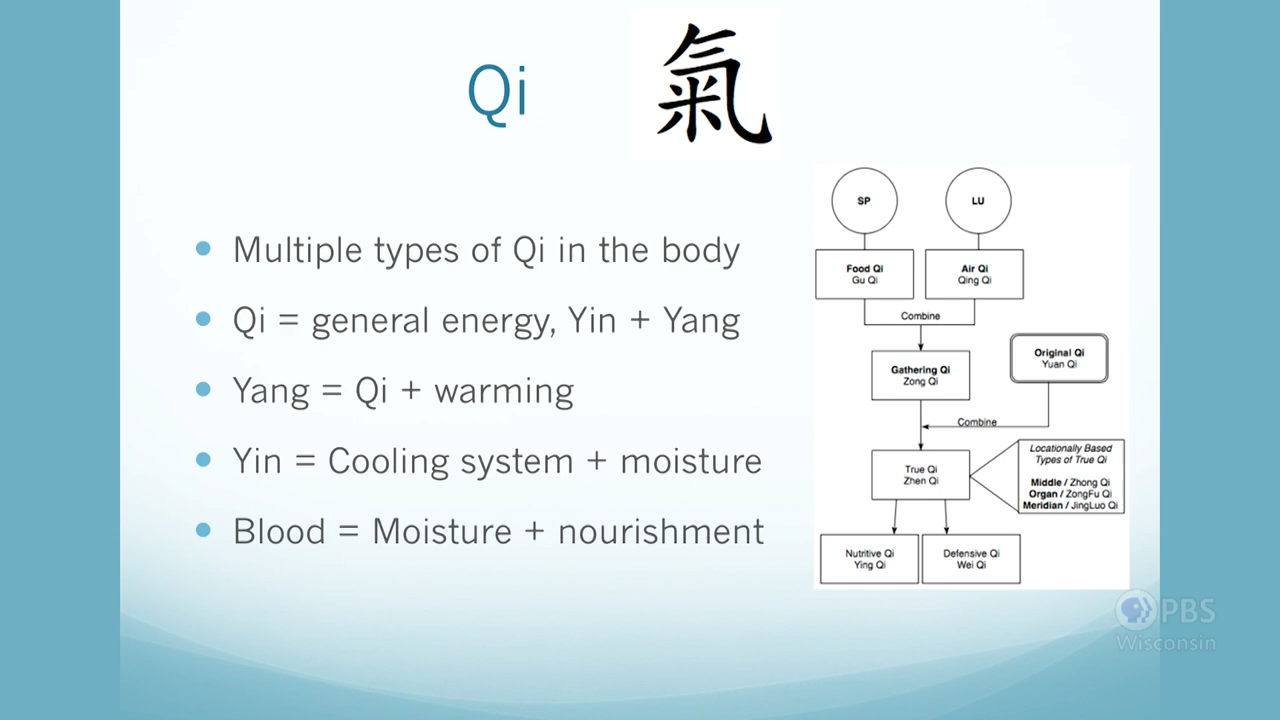 Qi
氣
Multiple types of Qi in the body
Qi = general energy, Yin + Yang
Yang = Qi + warming
Yin = Cooling system + moisture
Blood = Moisture + nourishment
SP
LU
Food Qi
Gu Qi
Air Qi
Qing Qi
Combine
Gathering Qi
Zong Qi
Original Qi
Yuan Qi
Combine
True Qi
Zhen Qi
Locationally Based
Types of True Qi
Middle / Zhong Qi
Organ / ZongFu Qi
Meridian / JingLuo Qi
Nutritive Qi
Ying Qi
Defensive Qi
Wei Qi
PBS
Wisconsin